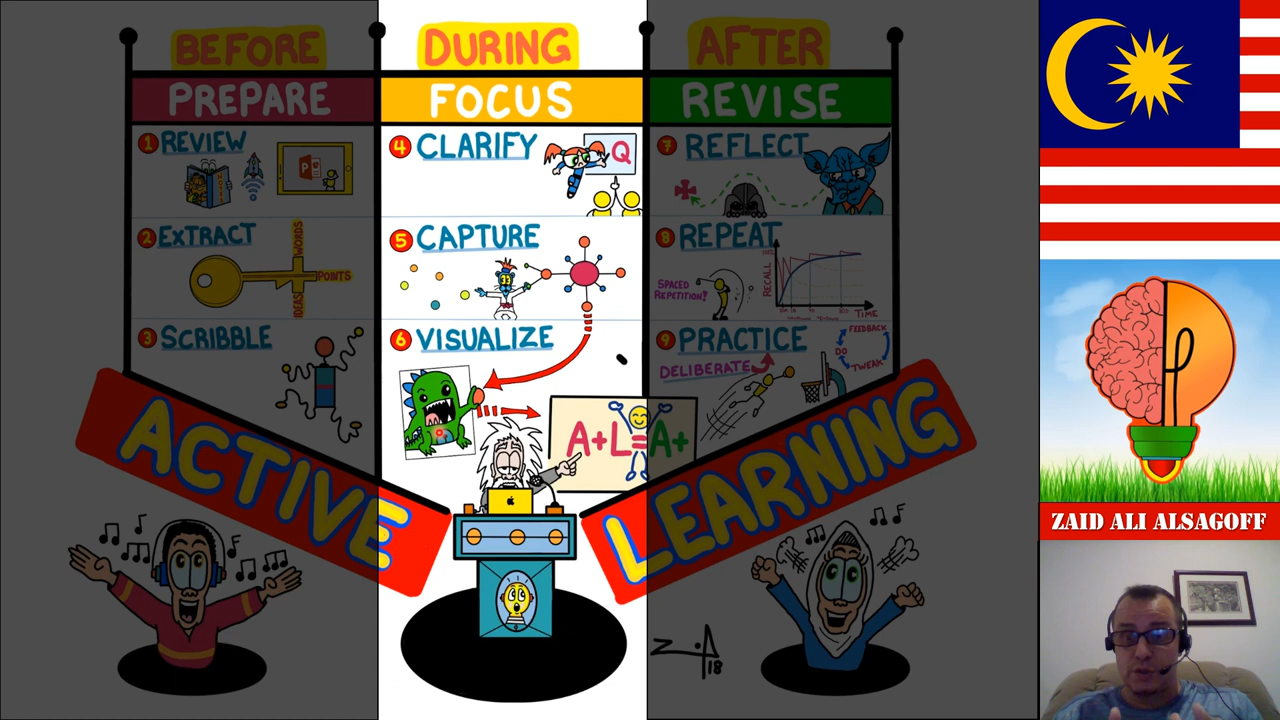 BEFORE
PREPARE
1 REVIEW
P
2 EXTRACT
WORDS
POINTS
IDEAS
3 SCRIBBLE
DURING
FOCUS
4 CLARIFY
Q
5 CAPTURE
6 VISUALIZE
A+L=A+
AFTER
REVISE
7 REFLECT
8 REPEAT
SPACED
REPETITION!
RECALL
TIME
9 PRACTICE
DELIBERATE
FEEDBACK
DO
TWEAK
ACTIVE LEARNING
Z.A
18
ZAID ALI ALSAGOFF